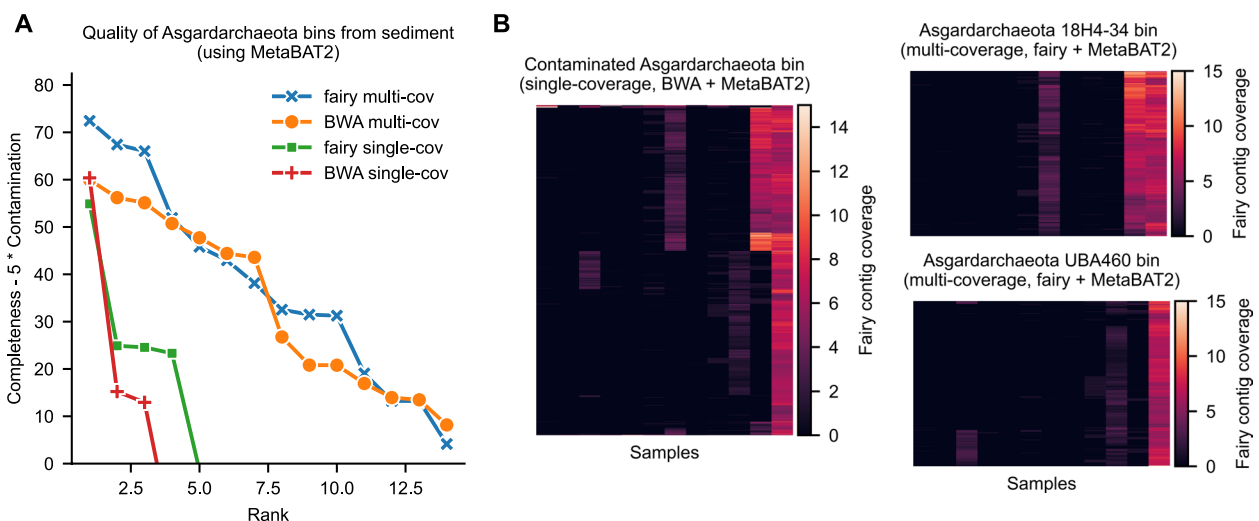 A
Quality of Asgardarchaeota bins from sediment
(using MetaBAT2)
Completeness - 5 * Contamination
80
70
60
50
40
30
20
10
0
fairy multi-cov
BWA multi-cov
fairy single-cov
BWA single-cov
2.5
5.0
7.5
10.0
12.5
Rank
B
Contaminated Asgardarchaeota bin
(single-coverage, BWA + MetaBAT2)
14
12
10
8
6
4
2
0
Fairy contig coverage
Samples
Asgardarchaeota 18H4-34 bin
(multi-coverage, fairy + MetaBAT2)
15
10
5
0
Fairy contig coverage
Asgardarchaeota UBA460 bin
(multi-coverage, fairy + MetaBAT2)
15
10
5
0
Fairy contig coverage
Samples